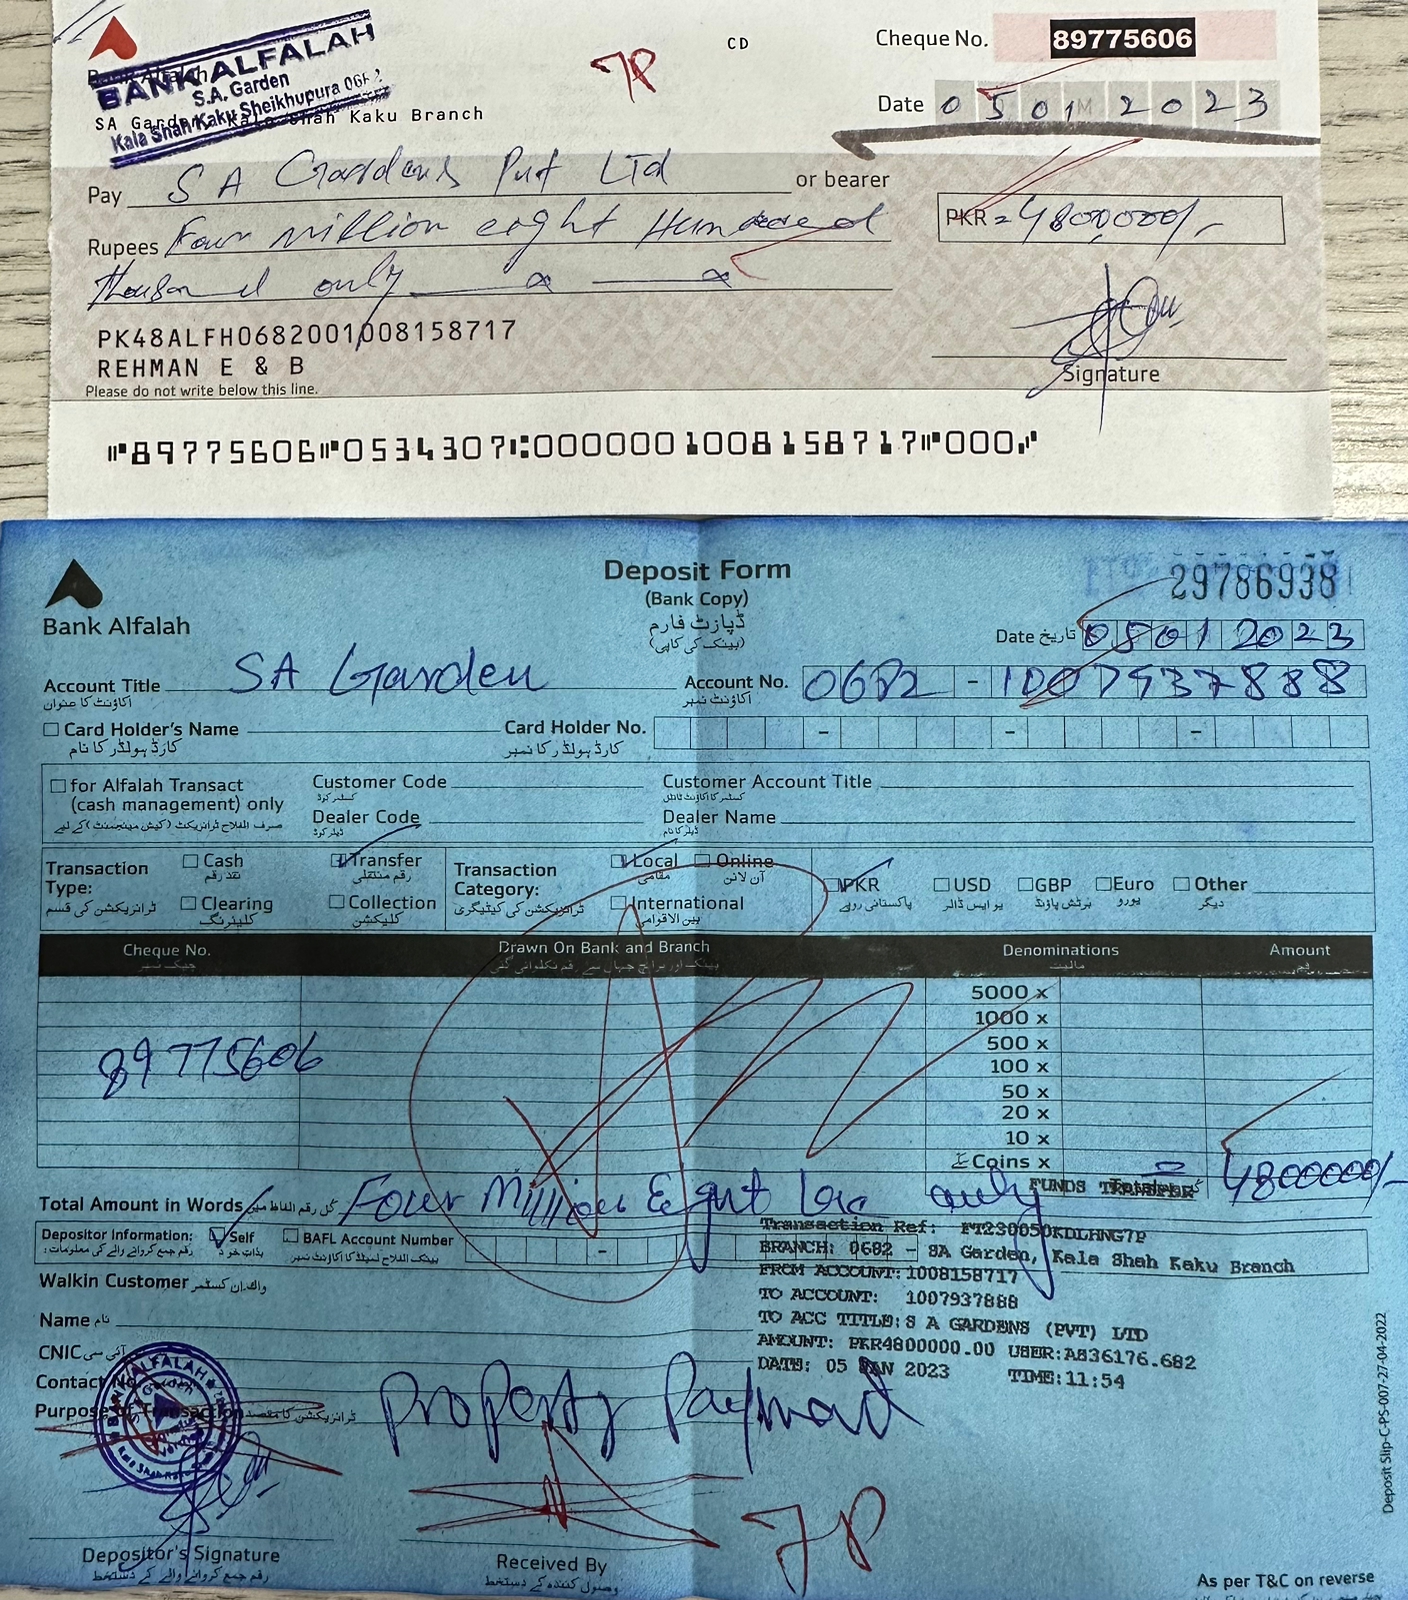 BANK ALFALAH
S.A. Garden
Kala Shah Kaku Sheikhupura
SA Garden, Kala Shah Kaku Branch
CD
7P
Cheque No. 89775606
Date 05 01 2023
Pay S A Gardens Pvt Ltd or bearer
Rupees Four million eight Hundered
thousand only
PKR = 4800,000/-
PK48ALFH0682001008158717
REHMAN E & B
Please do not write below this line.
Signature
⑈89775606⑈0534307⑆0000001008158717⑈000⑇
Bank Alfalah
Deposit Form
(Bank Copy)
ڈپازٹ فارم
(بینک کی کاپی)
29786938
Date تاریخ 05012023
Account Title SA Garden
اکاؤنٹ کا عنوان
Account No. 0682 - 1007937888
اکاؤنٹ نمبر
Card Holder's Name
کارڈ ہولڈر کا نام
Card Holder No.
کارڈ ہولڈر نمبر
for Alfalah Transact
(cash management) only
صرف الفلاح ٹرانزیکٹ (کیش مینجمنٹ) کے لیے
Customer Code
کسٹمر کوڈ
Customer Account Title
کسٹمر کا اکاؤنٹ ٹائٹل
Dealer Code
ڈیلر کوڈ
Dealer Name
ڈیلر کا نام
Transaction Type:
ٹرانزیکشن کی قسم
Cash
نقد رقم
Transfer
رقم منتقلی
Clearing
کلیئرنگ
Collection
کلیکشن
Transaction Category:
ٹرانزیکشن کی کیٹیگری
Local
مقامی
Online
آن لائن
International
بین الاقوامی
PKR
پاکستانی روپے
USD
یو ایس ڈالر
GBP
برٹش پاؤنڈ
Euro
یورو
Other
دیگر
Cheque No. Drawn On Bank and Branch Denominations Amount
چیک نمبر بینک اور برانچ جہاں سے رقم نکلوائی گئی مالیت رقم
89775606
5000 x
1000 x
500 x
100 x
50 x
20 x
10 x
Coins x
4800000/-
Total Amount in Words کل رقم الفاظ میں Four Million Eight Lac only
FUNDS TRANSFER
Depositor Information: Self BAFL Account Number
رقم جمع کروانے والے کی معلومات: بذات خود بینک الفلاح لمیٹڈ کا اکاؤنٹ نمبر
Transaction Ref: FT230050KDLHNG7P
BRANCH: 0682 - SA Garden, Kala Shah Kaku Branch
FROM ACCOUNT: 1008158717
TO ACCOUNT: 1007937888
TO ACC TITLE: S A GARDENS (PVT) LTD
AMOUNT: PKR4800000.00 USER: AS36176.682
DATE: 05 JAN 2023 TIME: 11:54
Walkin Customer واک ان کسٹمر
Name نام
CNIC آئی سی
Contact No.
Purpose of Transaction ٹرانزیکشن کا مقصد Property Payment
BANK ALFALAH
7P
Depositor's Signature
رقم جمع کروانے والے کے دستخط
Received By
وصول کنندہ کے دستخط
As per T&C on reverse
Deposit Slip-C-PS-007-27-04-2022